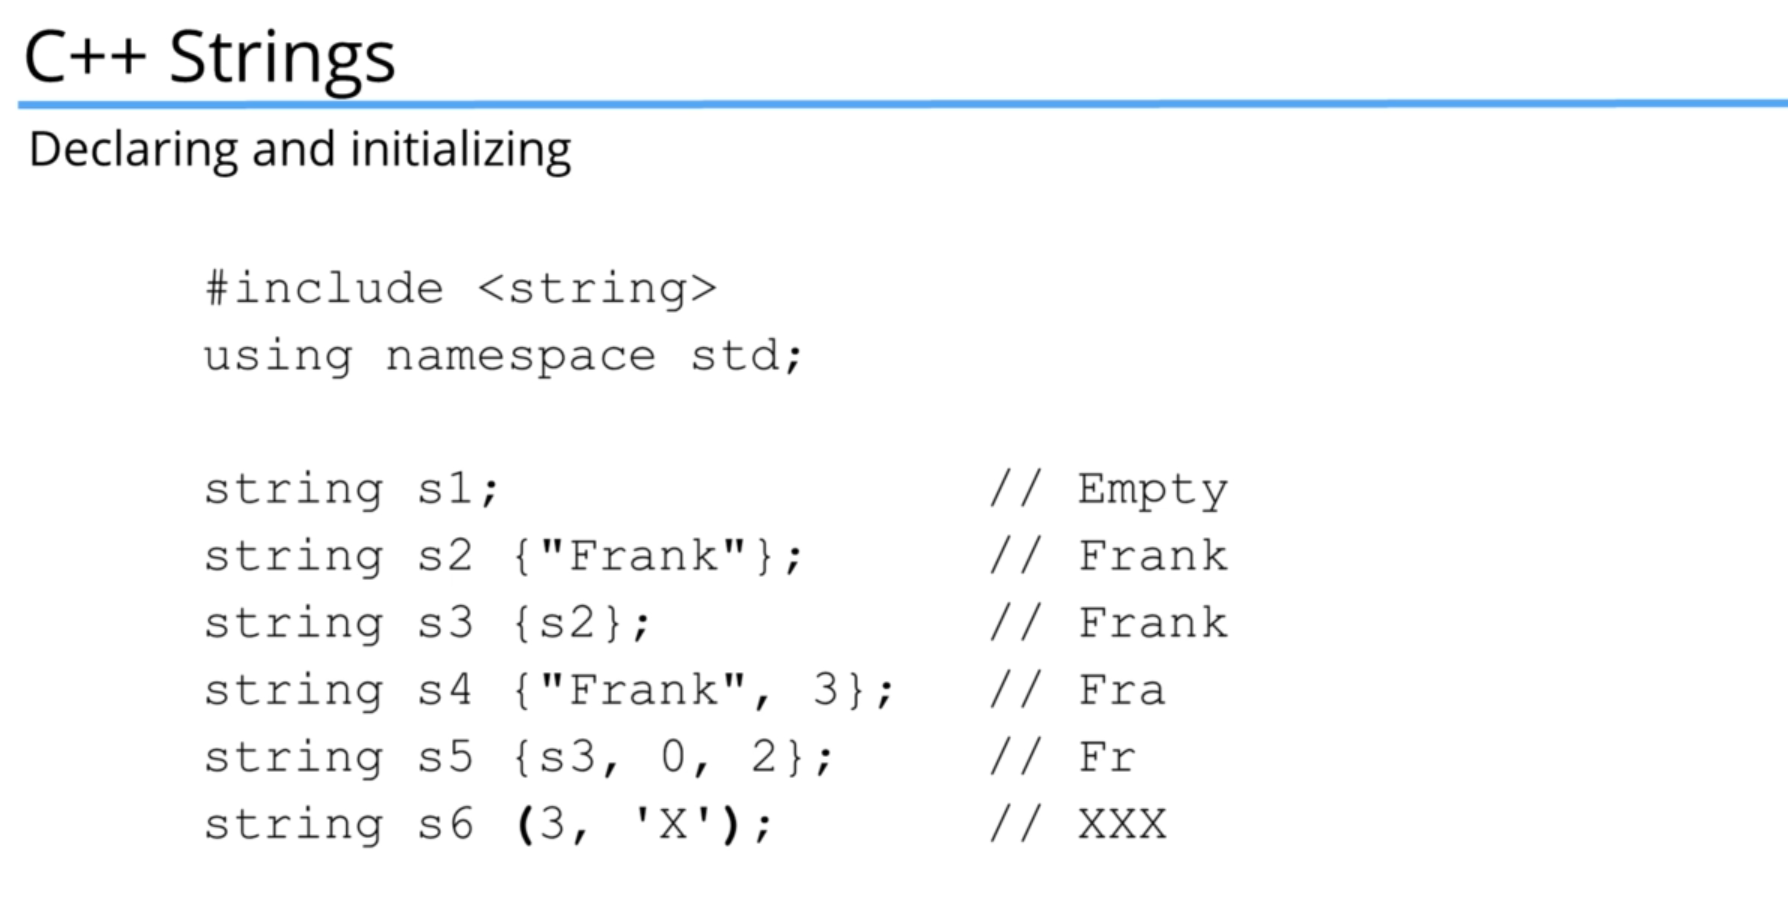 C++ Strings
Declaring and initializing
#include <string>
using namespace std;
string s1; // Empty
string s2 {"Frank"}; // Frank
string s3 {s2}; // Frank
string s4 {"Frank", 3}; // Fra
string s5 {s3, 0, 2}; // Fr
string s6 (3, 'X'); // XXX